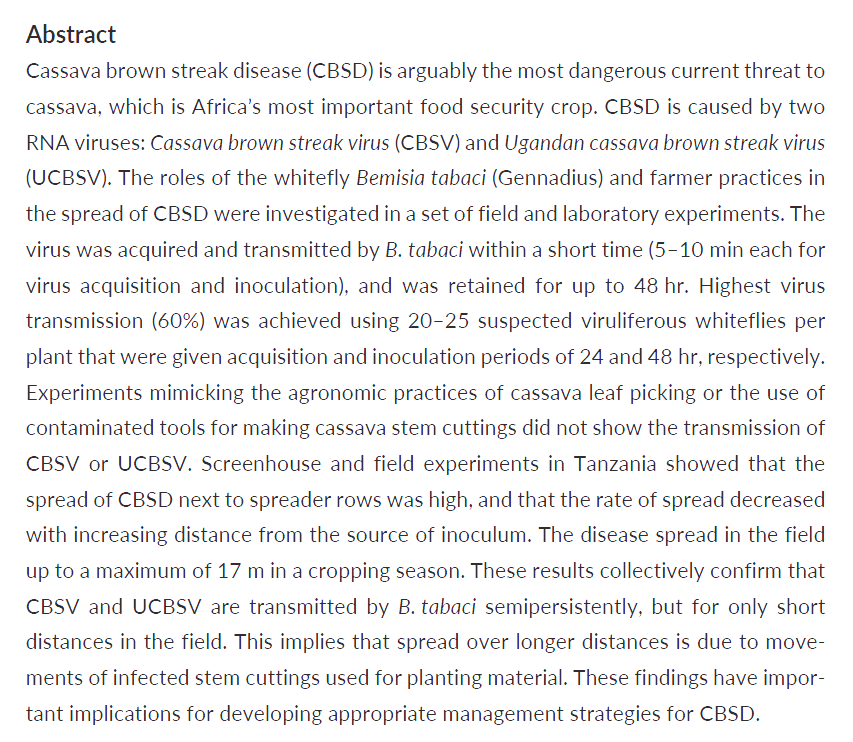 Abstract
Cassava brown streak disease (CBSD) is arguably the most dangerous current threat to
cassava, which is Africa’s most important food security crop. CBSD is caused by two
RNA viruses: Cassava brown streak virus (CBSV) and Ugandan cassava brown streak virus
(UCBSV). The roles of the whitefly Bemisia tabaci (Gennadius) and farmer practices in
the spread of CBSD were investigated in a set of field and laboratory experiments. The
virus was acquired and transmitted by B. tabaci within a short time (5–10 min each for
virus acquisition and inoculation), and was retained for up to 48 hr. Highest virus
transmission (60%) was achieved using 20–25 suspected viruliferous whiteflies per
plant that were given acquisition and inoculation periods of 24 and 48 hr, respectively.
Experiments mimicking the agronomic practices of cassava leaf picking or the use of
contaminated tools for making cassava stem cuttings did not show the transmission of
CBSV or UCBSV. Screenhouse and field experiments in Tanzania showed that the
spread of CBSD next to spreader rows was high, and that the rate of spread decreased
with increasing distance from the source of inoculum. The disease spread in the field
up to a maximum of 17 m in a cropping season. These results collectively confirm that
CBSV and UCBSV are transmitted by B. tabaci semipersistently, but for only short
distances in the field. This implies that spread over longer distances is due to move-
ments of infected stem cuttings used for planting material. These findings have impor-
tant implications for developing appropriate management strategies for CBSD.